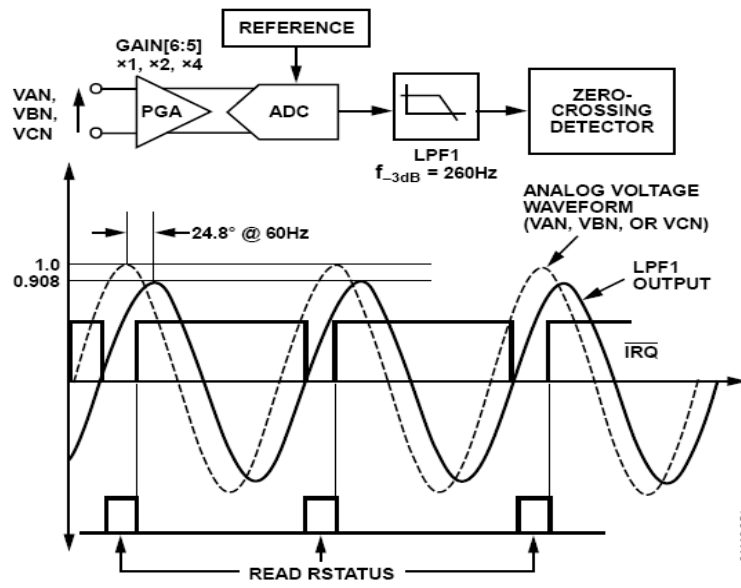 REFERENCE
GAIN[6:5]
×1, ×2, ×4
VAN,
VBN,
VCN
PGA
ADC
LPF1
f–3dB = 260Hz
ZERO-
CROSSING
DETECTOR
ANALOG VOLTAGE
WAVEFORM
(VAN, VBN, OR VCN)
24.8° @ 60Hz
1.0
0.908
LPF1
OUTPUT
IRQ
READ RSTATUS